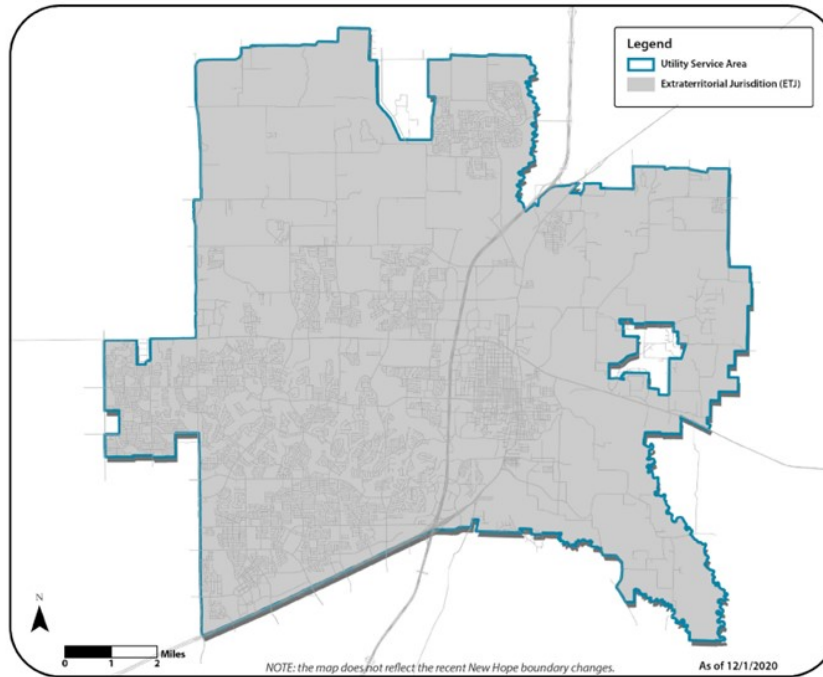 Legend
Utility Service Area
Extraterritorial Jurisdition (ETJ)
N
0 1 2 Miles
NOTE: the map does not reflect the recent New Hope boundary changes.
As of 12/1/2020